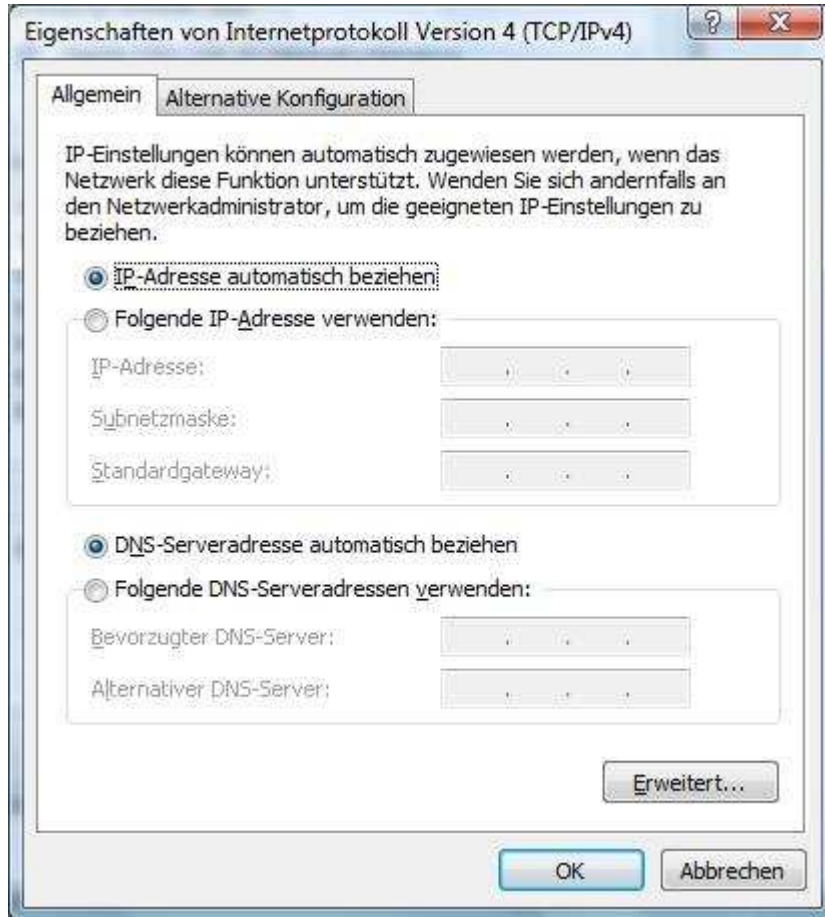 Eigenschaften von Internetprotokoll Version 4 (TCP/IPv4)
?
Allgemein
Alternative Konfiguration
IP-Einstellungen können automatisch zugewiesen werden, wenn das
Netzwerk diese Funktion unterstützt. Wenden Sie sich andernfalls an
den Netzwerkadministrator, um die geeigneten IP-Einstellungen zu
beziehen.
IP-Adresse automatisch beziehen
Folgende IP-Adresse verwenden:
IP-Adresse:
Subnetzmaske:
Standardgateway:
DNS-Serveradresse automatisch beziehen
Folgende DNS-Serveradressen verwenden:
Bevorzugter DNS-Server:
Alternativer DNS-Server:
Erweitert...
OK
Abbrechen